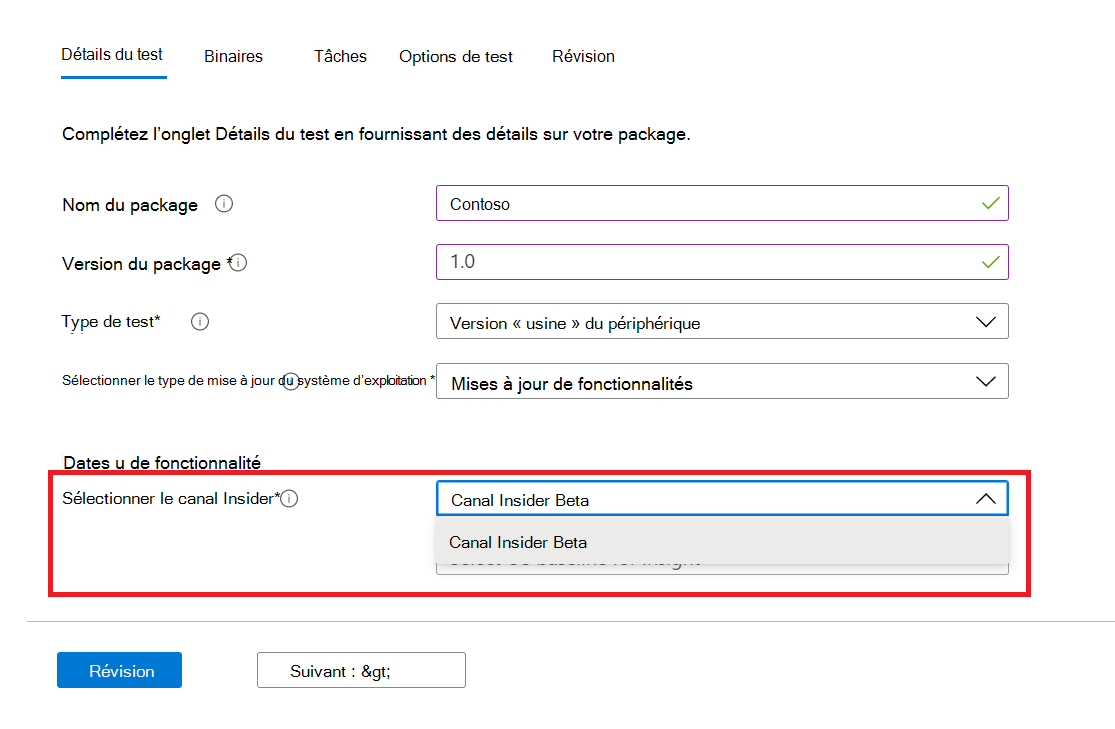 Détails du test Binaires Tâches Options de test Révision
Complétez l’onglet Détails du test en fournissant des détails sur votre package.
Nom du package Contoso
Version du package * 1.0
Type de test* Version « usine » du périphérique
Sélectionner le type de mise à jour du système d’exploitation * Mises à jour de fonctionnalités
Dates u de fonctionnalité
Sélectionner le canal Insider* Canal Insider Beta
Canal Insider Beta
Révision Suivant : &gt;